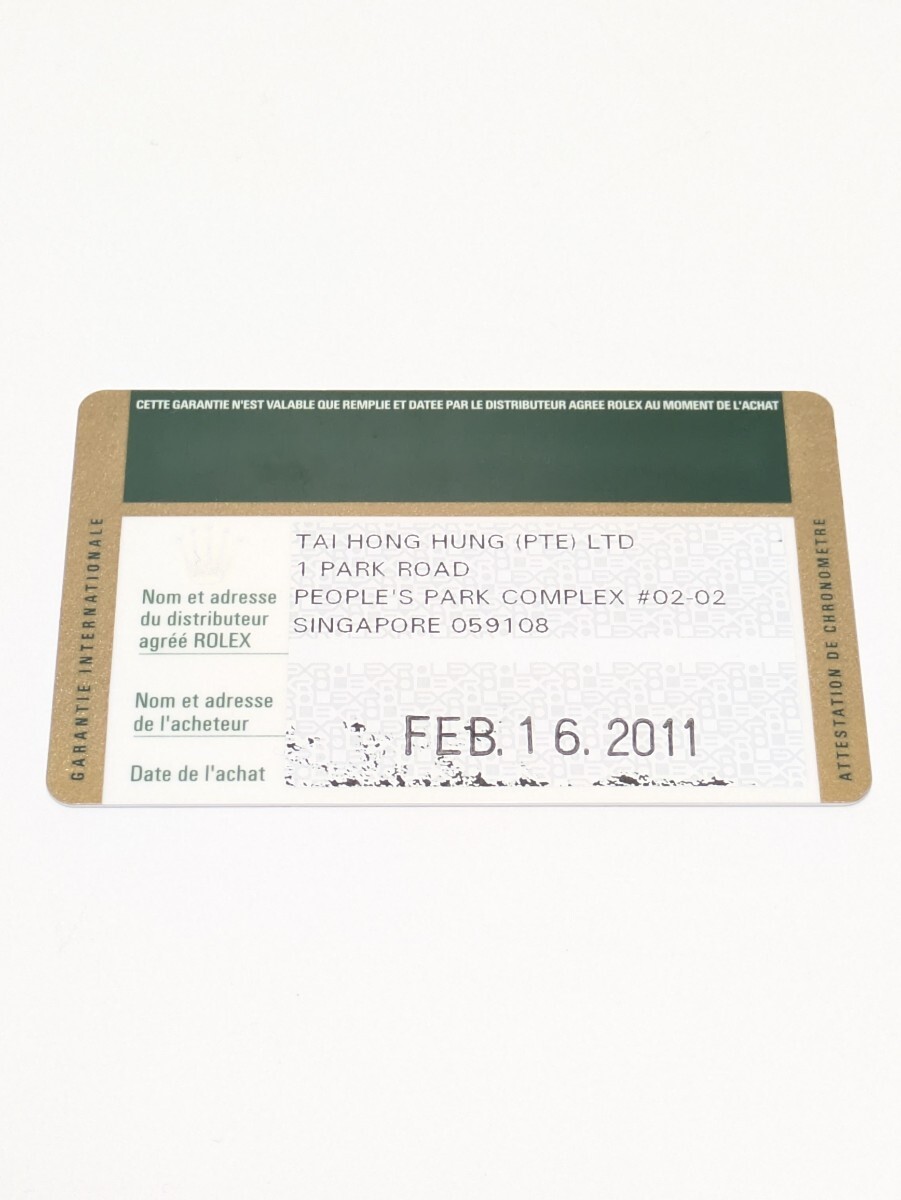 CETTE GARANTIE N'EST VALABLE QUE REMPLIE ET DATEE PAR LE DISTRIBUTEUR AGREE ROLEX AU MOMENT DE L'ACHAT
GARANTIE INTERNATIONALE
Nom et adresse
du distributeur
agréé ROLEX
TAI HONG HUNG (PTE) LTD
1 PARK ROAD
PEOPLE'S PARK COMPLEX #02-02
SINGAPORE 059108
Nom et adresse
de l'acheteur
Date de l'achat
FEB. 16. 2011
ATTESTATION DE CHRONOMETRE